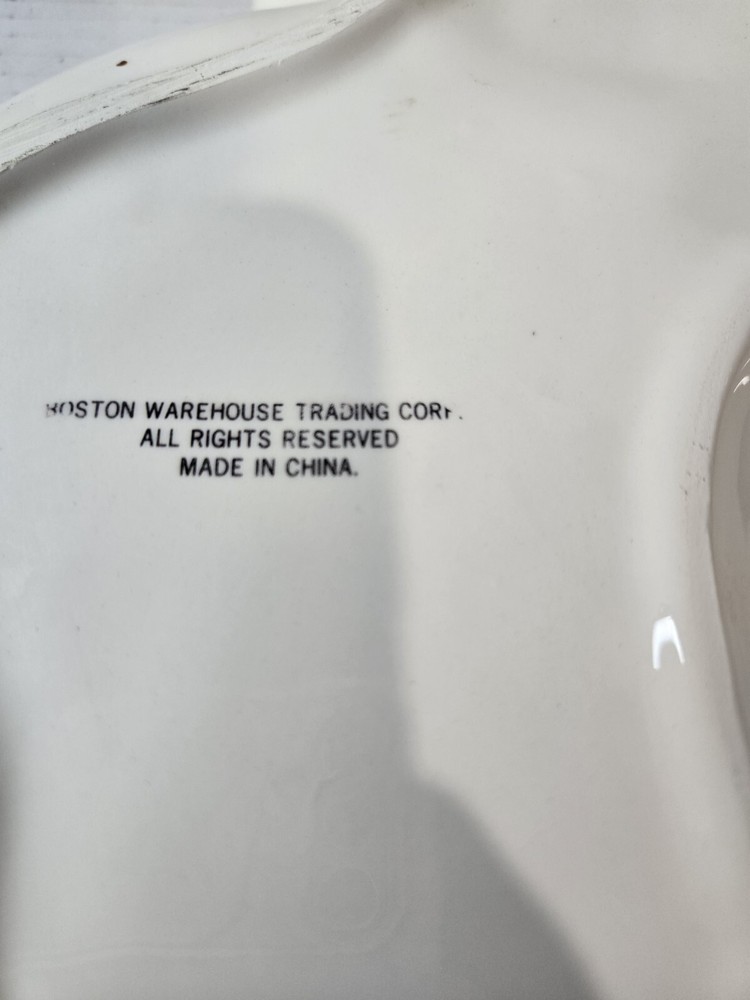 BOSTON WAREHOUSE TRADING CORP.
ALL RIGHTS RESERVED
MADE IN CHINA.